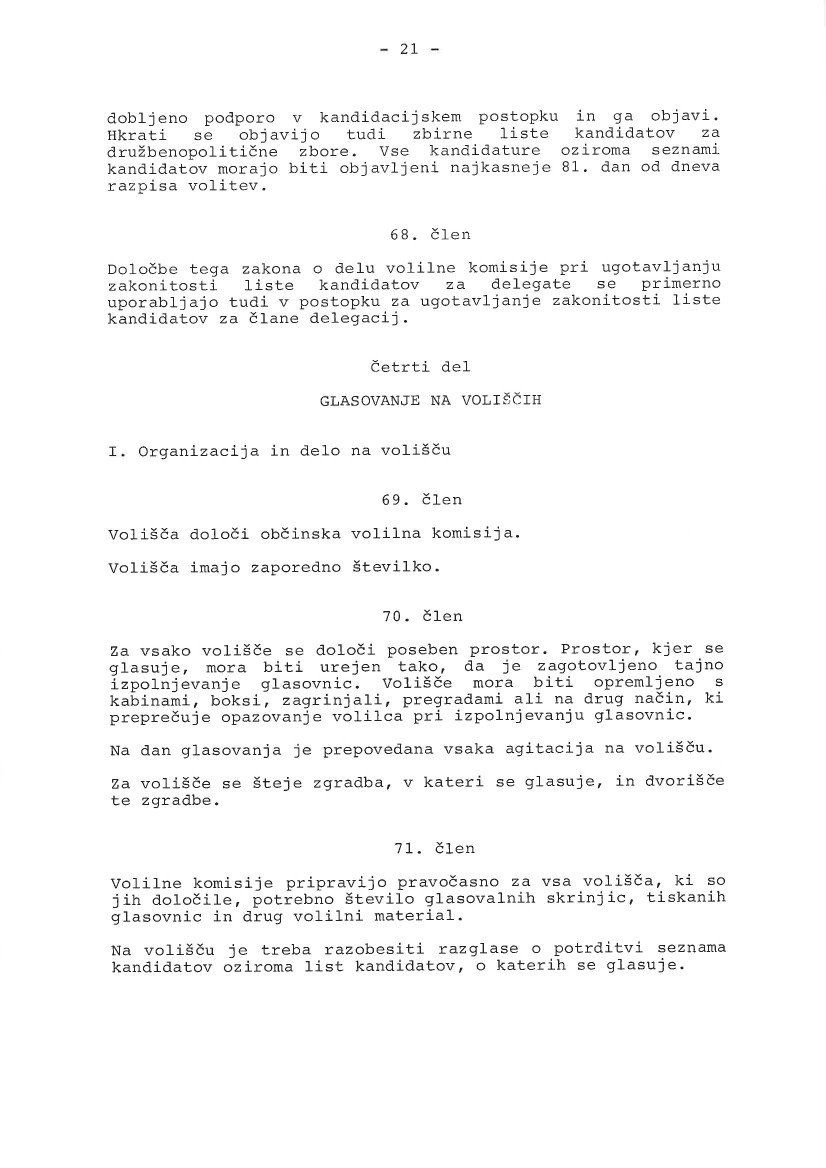 - 21 -
dobljeno podporo v kandidacijskem postopku in ga objavi.
Hkrati se objavijo tudi zbirne liste kandidatov za
družbenopolitične zbore. Vse kandidature oziroma seznami
kandidatov morajo biti objavljeni najkasneje 81. dan od dneva
razpisa volitev.
68. člen
Določbe tega zakona o delu volilne komisije pri ugotavljanju
zakonitosti liste kandidatov za delegate se primerno
uporabljajo tudi v postopku za ugotavljanje zakonitosti liste
kandidatov za člane delegacij.
Četrti del
GLASOVANJE NA VOLIŠČIH
I. Organizacija in delo na volišču
69. člen
Volišča določi občinska volilna komisija.
Volišča imajo zaporedno številko.
70. člen
Za vsako volišče se določi poseben prostor. Prostor, kjer se
glasuje, mora biti urejen tako, da je zagotovljeno tajno
izpolnjevanje glasovnic. Volišče mora biti opremljeno s
kabinami, boksi, zagrinjali, pregradami ali na drug način, ki
preprečuje opazovanje volilca pri izpolnjevanju glasovnic.
Na dan glasovanja je prepovedana vsaka agitacija na volišču.
Za volišče se šteje zgradba, v kateri se glasuje, in dvorišče
te zgradbe.
71. člen
Volilne komisije pripravijo pravočasno za vsa volišča, ki so
jih določile, potrebno število glasovalnih skrinjic, tiskanih
glasovnic in drug volilni material.
Na volišču je treba razobesiti razglase o potrditvi seznama
kandidatov oziroma list kandidatov, o katerih se glasuje.